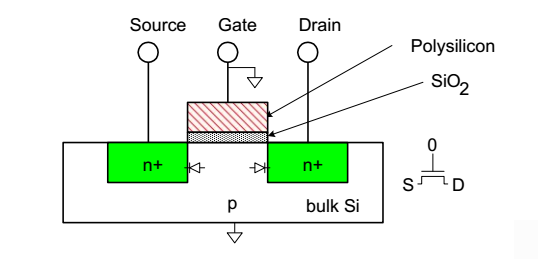 Source Gate Drain
Polysilicon
SiO2
n+ n+
0
S D
p bulk Si